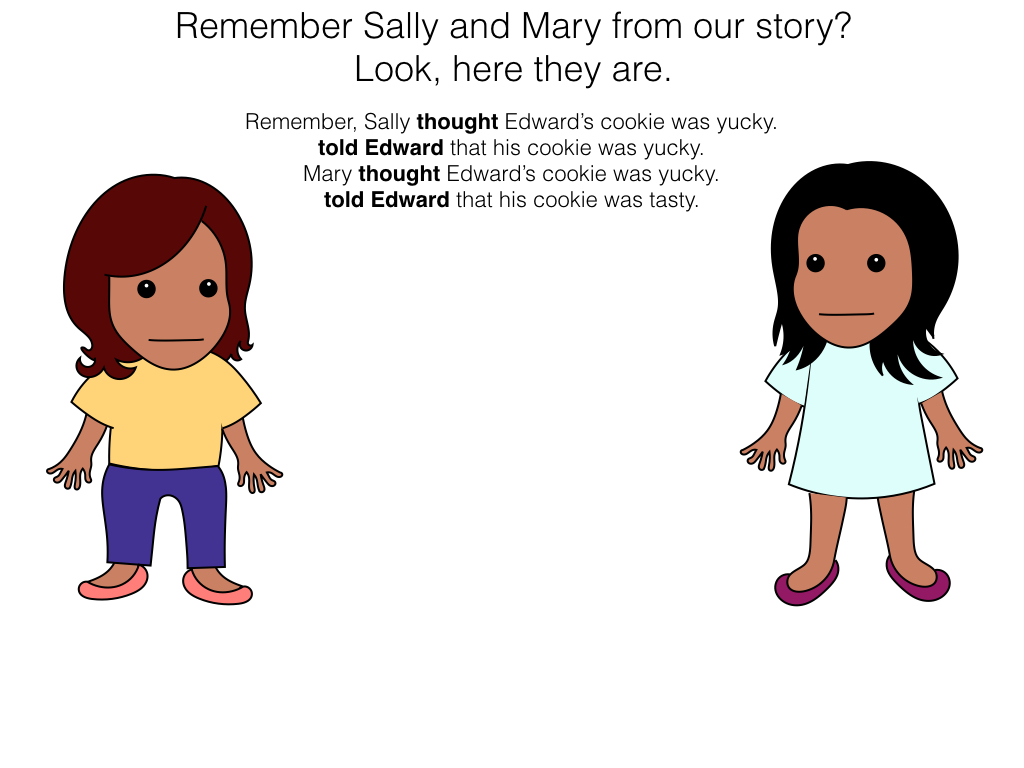 Remember Sally and Mary from our story?
Look, here they are.
Remember, Sally thought Edward’s cookie was yucky.
told Edward that his cookie was yucky.
Mary thought Edward’s cookie was yucky.
told Edward that his cookie was tasty.